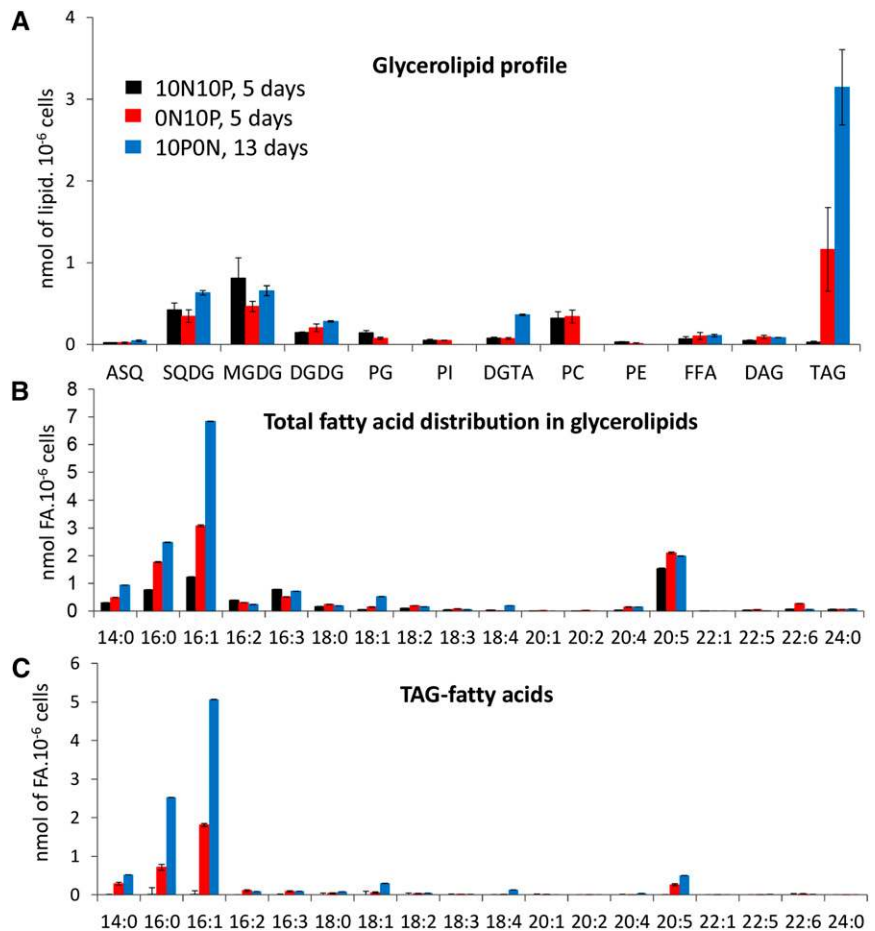 A
Glycerolipid profile
10N10P, 5 days
0N10P, 5 days
10P0N, 13 days
nmol of lipid. 10⁻⁶ cells
4
3
2
1
0
ASQ SQDG MGDG DGDG PG PI DGTA PC PE FFA DAG TAG
B
Total fatty acid distribution in glycerolipids
nmol FA.10⁻⁶ cells
8
7
6
5
4
3
2
1
0
14:0 16:0 16:1 16:2 16:3 18:0 18:1 18:2 18:3 18:4 20:1 20:2 20:4 20:5 22:1 22:5 22:6 24:0
C
TAG-fatty acids
nmol of FA.10⁻⁶ cells
6
5
4
3
2
1
0
14:0 16:0 16:1 16:2 16:3 18:0 18:1 18:2 18:3 18:4 20:1 20:2 20:4 20:5 22:1 22:5 22:6 24:0